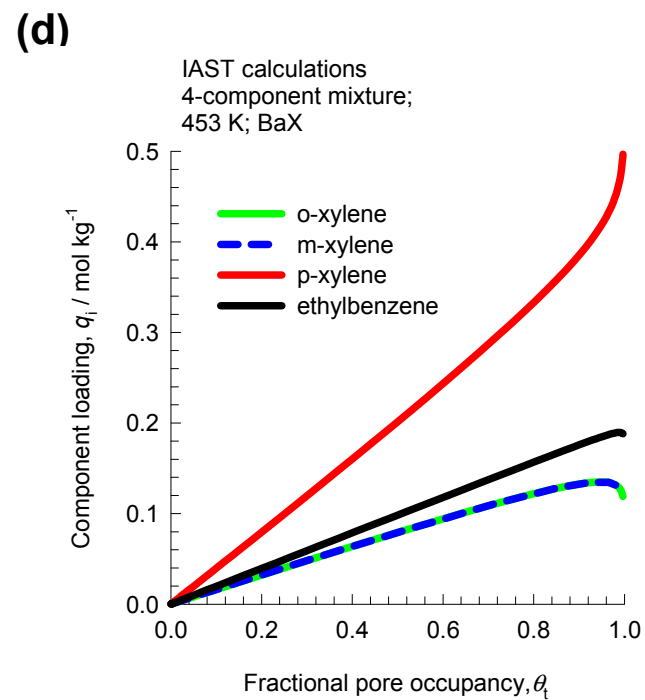 (d)
IAST calculations
4-component mixture;
453 K; BaX
0.5
0.4
0.3
0.2
0.1
0.0
Component loading, qi / mol kg-1
o-xylene
m-xylene
p-xylene
ethylbenzene
0.0 0.2 0.4 0.6 0.8 1.0
Fractional pore occupancy, θt